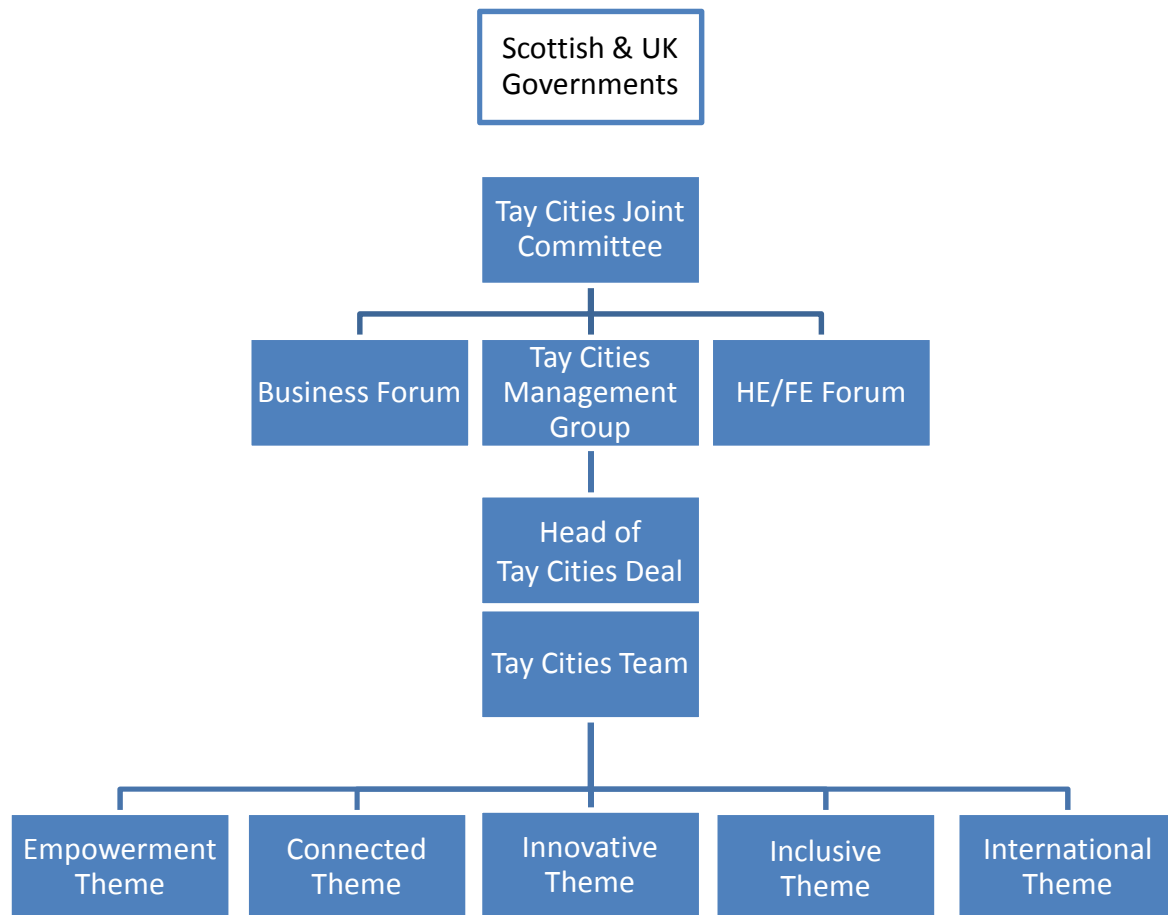 Scottish & UK
Governments
Tay Cities Joint
Committee
Business Forum
Tay Cities
Management
Group
HE/FE Forum
Head of
Tay Cities Deal
Tay Cities Team
Empowerment
Theme
Connected
Theme
Innovative
Theme
Inclusive
Theme
International
Theme